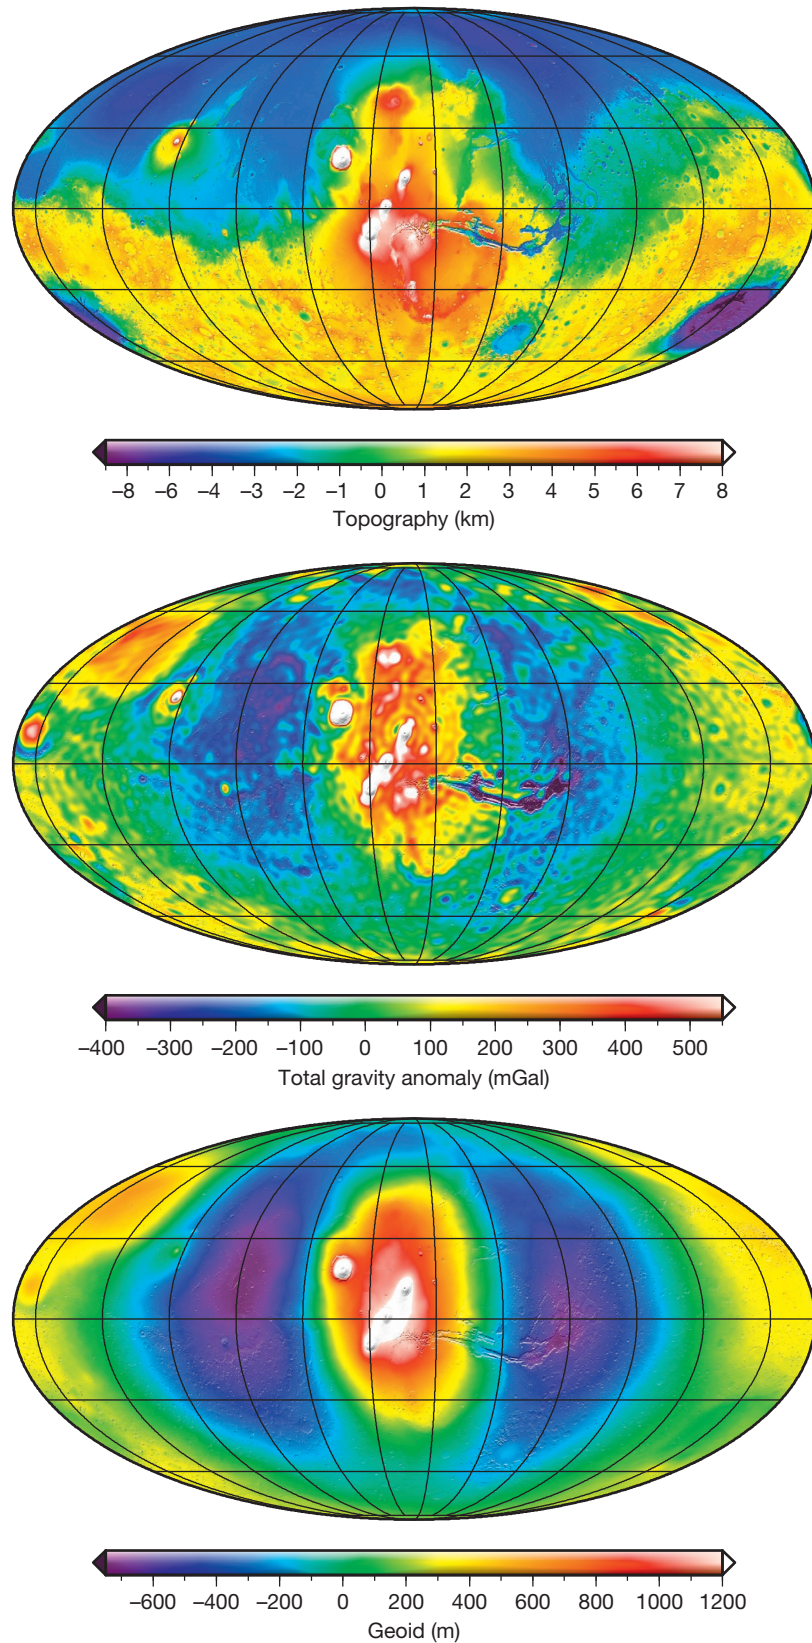 −8 −6 −4 −3 −2 −1 0 1 2 3 4 5 6 7 8
Topography (km)
−400 −300 −200 −100 0 100 200 300 400 500
Total gravity anomaly (mGal)
−600 −400 −200 0 200 400 600 800 1000 1200
Geoid (m)